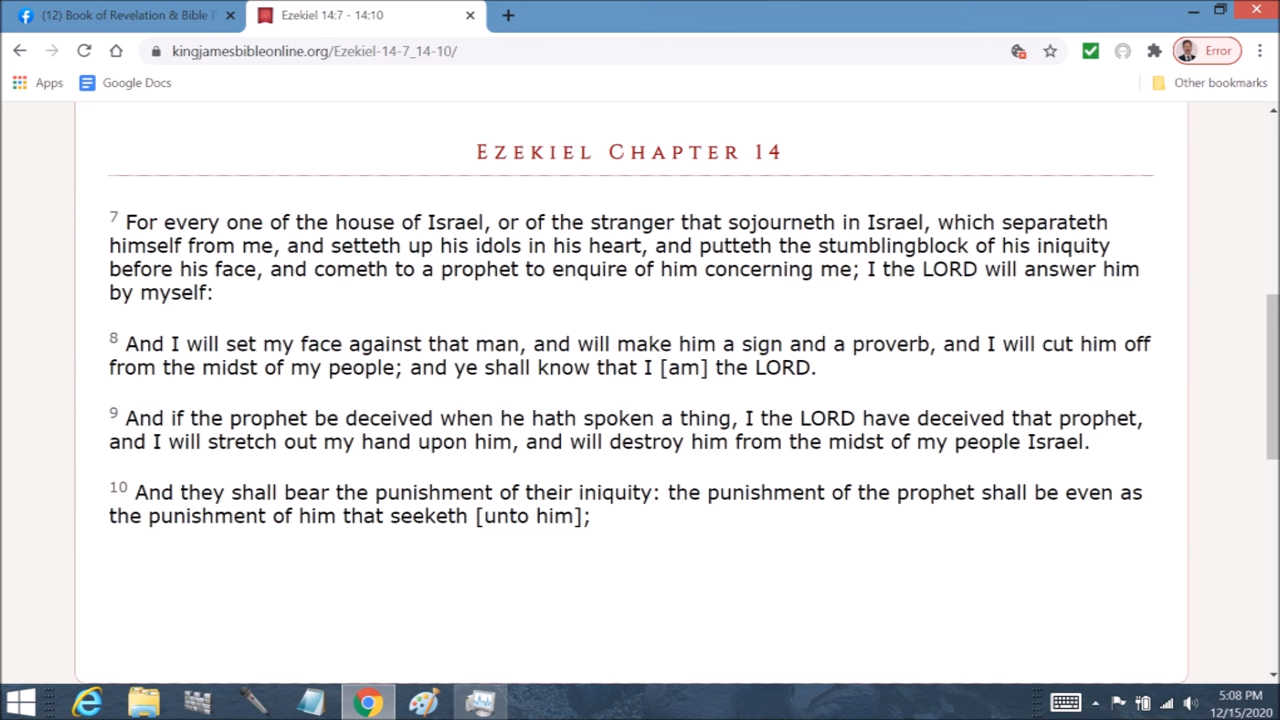 (12) Book of Revelation & Bible P
Ezekiel 14:7 - 14:10
kingjamesbibleonline.org/Ezekiel-14-7_14-10/
Error
Apps
Google Docs
Other bookmarks
EZEKIEL CHAPTER 14
7 For every one of the house of Israel, or of the stranger that sojourneth in Israel, which separateth
himself from me, and setteth up his idols in his heart, and putteth the stumblingblock of his iniquity
before his face, and cometh to a prophet to enquire of him concerning me; I the LORD will answer him
by myself:
8 And I will set my face against that man, and will make him a sign and a proverb, and I will cut him off
from the midst of my people; and ye shall know that I [am] the LORD.
9 And if the prophet be deceived when he hath spoken a thing, I the LORD have deceived that prophet,
and I will stretch out my hand upon him, and will destroy him from the midst of my people Israel.
10 And they shall bear the punishment of their iniquity: the punishment of the prophet shall be even as
the punishment of him that seeketh [unto him];
5:08 PM
12/15/2020